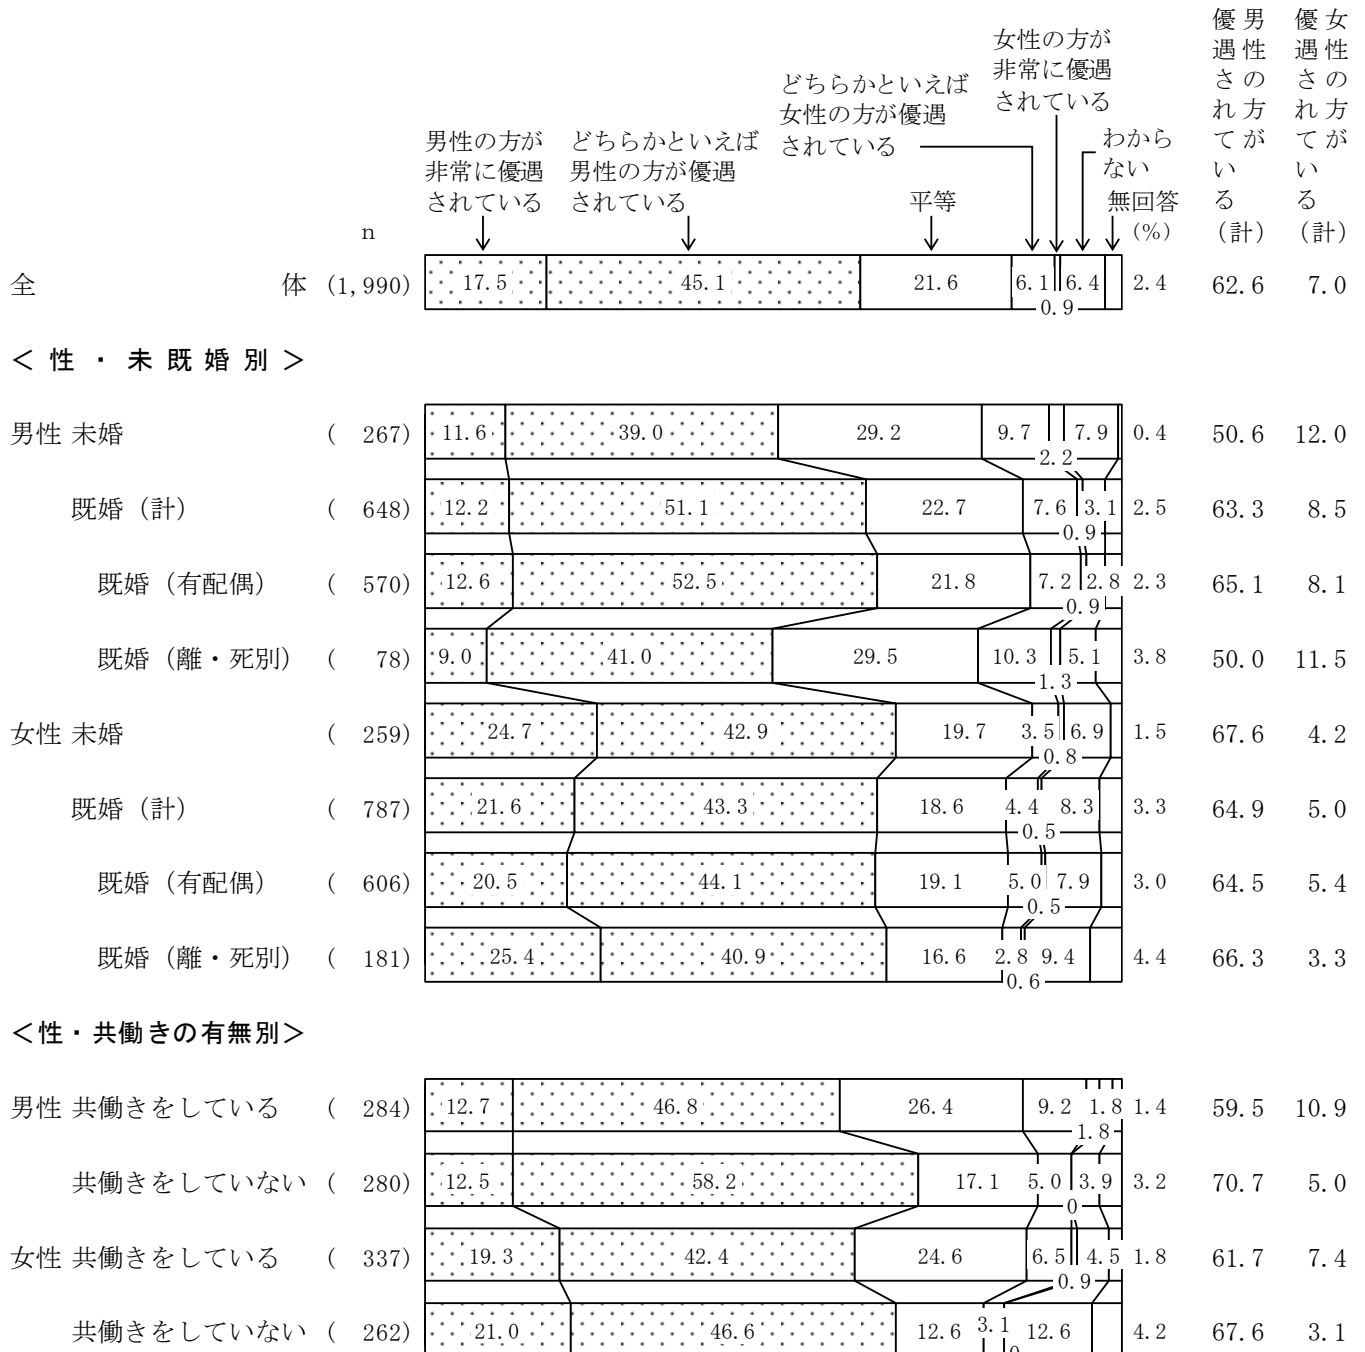 男性の方が優遇されている（計）
女性の方が優遇されている（計）
女性の方が
非常に優遇
されている
どちらかといえば
女性の方が優遇
されている
男性の方が
非常に優遇
されている
どちらかといえば
男性の方が優遇
されている
平等
わから
ない
無回答
n
(%)
全体 (1,990) 17.5 45.1 21.6 6.1 0.9 6.4 2.4 62.6 7.0
＜性・未既婚別＞
男性 未婚 ( 267) 11.6 39.0 29.2 9.7 2.2 7.9 0.4 50.6 12.0
既婚（計） ( 648) 12.2 51.1 22.7 7.6 0.9 3.1 2.5 63.3 8.5
既婚（有配偶） ( 570) 12.6 52.5 21.8 7.2 0.9 2.8 2.3 65.1 8.1
既婚（離・死別） ( 78) 9.0 41.0 29.5 10.3 1.3 5.1 3.8 50.0 11.5
女性 未婚 ( 259) 24.7 42.9 19.7 3.5 0.8 6.9 1.5 67.6 4.2
既婚（計） ( 787) 21.6 43.3 18.6 4.4 0.5 8.3 3.3 64.9 5.0
既婚（有配偶） ( 606) 20.5 44.1 19.1 5.0 0.5 7.9 3.0 64.5 5.4
既婚（離・死別） ( 181) 25.4 40.9 16.6 2.8 0.6 9.4 4.4 66.3 3.3
＜性・共働きの有無別＞
男性 共働きをしている ( 284) 12.7 46.8 26.4 9.2 1.8 1.8 1.4 59.5 10.9
共働きをしていない ( 280) 12.5 58.2 17.1 5.0 0 3.9 3.2 70.7 5.0
女性 共働きをしている ( 337) 19.3 42.4 24.6 6.5 0.9 4.5 1.8 61.7 7.4
共働きをしていない ( 262) 21.0 46.6 12.6 3.1 12.6 4.2 67.6 3.1